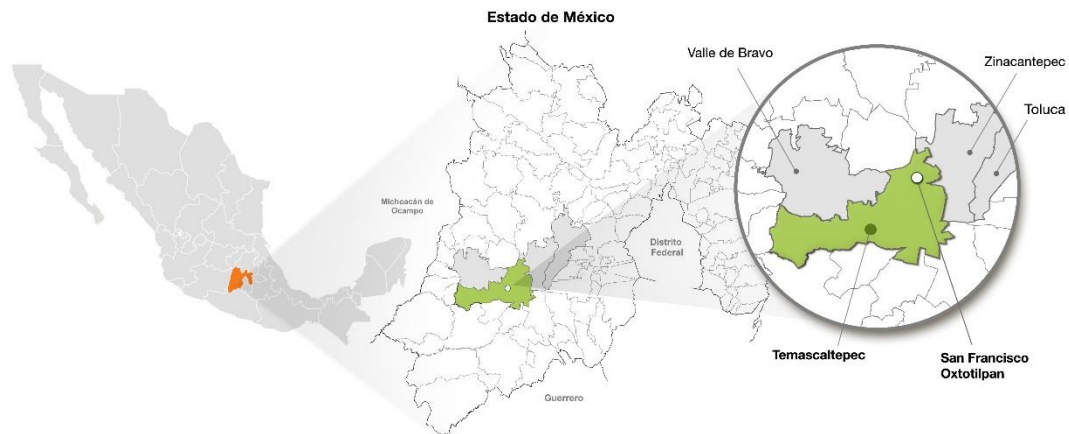 Estado de México
Valle de Bravo
Zinacantepec
Toluca
Michoacán de
Ocampo
Distrito
Federal
Temascaltepec
San Francisco
Oxtotilpan
Guerrero